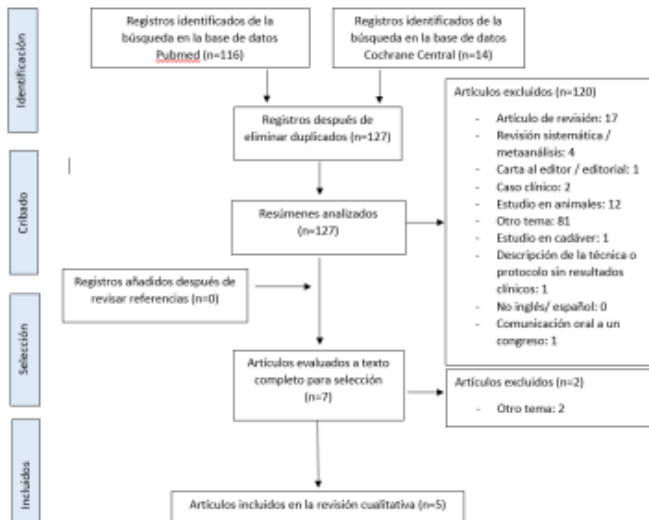 Identificación
Registros identificados de la
búsqueda en la base de datos
Pubmed (n=116)
Registros identificados de la
búsqueda en la base de datos
Cochrane Central (n=14)
Registros después de
eliminar duplicados (n=127)
Cribado
Resúmenes analizados
(n=127)
Artículos excluidos (n=120)
- Artículo de revisión: 17
- Revisión sistemática /
metaanálisis: 4
- Carta al editor / editorial: 1
- Caso clínico: 2
- Estudio en animales: 12
- Otro tema: 81
- Estudio en cadáver: 1
- Descripción de la técnica o
protocolo sin resultados
clínicos: 1
- No inglés/ español: 0
- Comunicación oral a un
congreso: 1
Registros añadidos después de
revisar referencias (n=0)
Selección
Artículos evaluados a texto
completo para selección
(n=7)
Artículos excluidos (n=2)
- Otro tema: 2
Incluidos
Artículos incluidos en la revisión cualitativa (n=5)